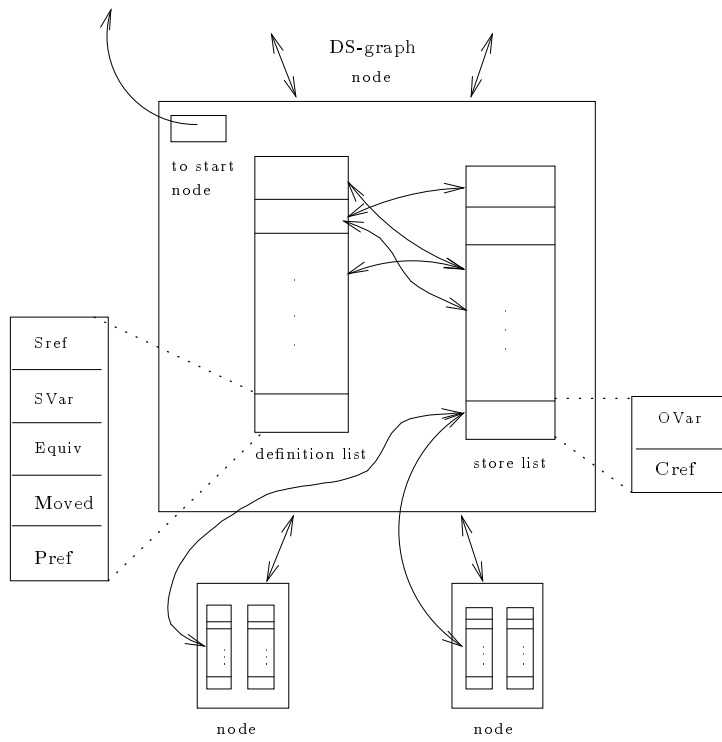 DS-graph
node
to start
node
Sref
SVar
Equiv
Moved
Pref
definition list
store list
OVar
Cref
node
node